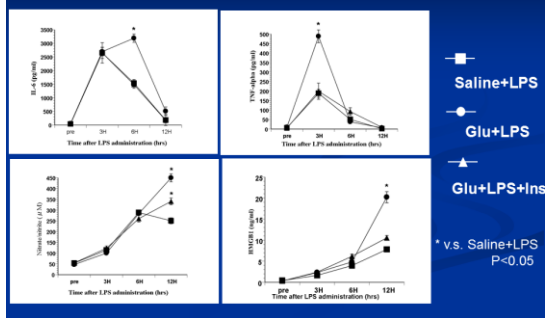 3500
3000
2500
2000
1500
1000
500
0
IL-6 (pg/ml)
*
pre 3H 6H 12H
Time after LPS administration (hrs)
500
450
400
350
300
250
200
150
100
50
0
TNF-alpha (pg/ml)
*
pre 3H 6H 12H
Time after LPS administration (hrs)
450
400
350
300
250
200
150
100
50
0
Nitrate/nitrite (μM)
*
*
pre 3H 6H 12H
Time after LPS administration (hrs)
25
20
15
10
5
0
HMGB1 (ng/ml)
*
pre 3H 6H 12H
Time after LPS administration (hrs)
Saline+LPS
Glu+LPS
Glu+LPS+Ins
* v.s. Saline+LPS
P<0.05